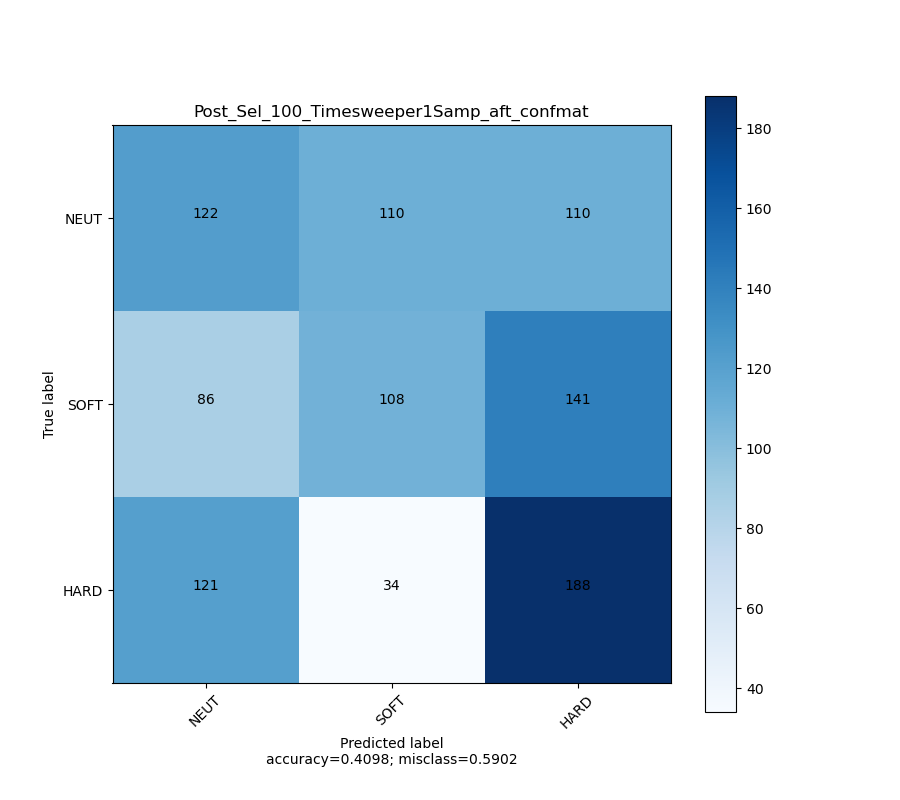 Post_Sel_100_Timesweeper1Samp_aft_confmat
NEUT
122
110
110
SOFT
86
108
141
HARD
121
34
188
NEUT
SOFT
HARD
True label
Predicted label
accuracy=0.4098; misclass=0.5902
180
160
140
120
100
80
60
40